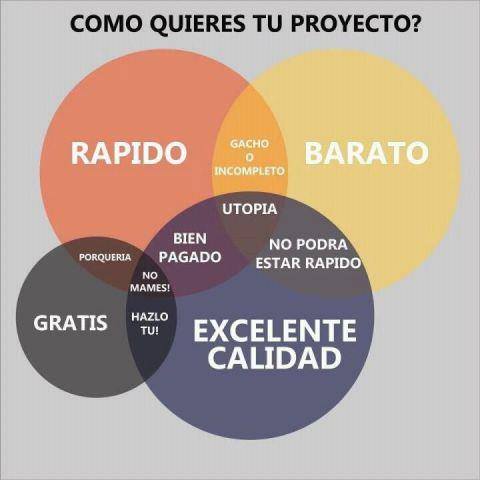 COMO QUIERES TU PROYECTO?
RAPIDO
GACHO
O
INCOMPLETO
BARATO
UTOPIA
BIEN
PAGADO
NO PODRA
ESTAR RAPIDO
PORQUERIA
NO
MAMES!
GRATIS
HAZLO
TU!
EXCELENTE
CALIDAD